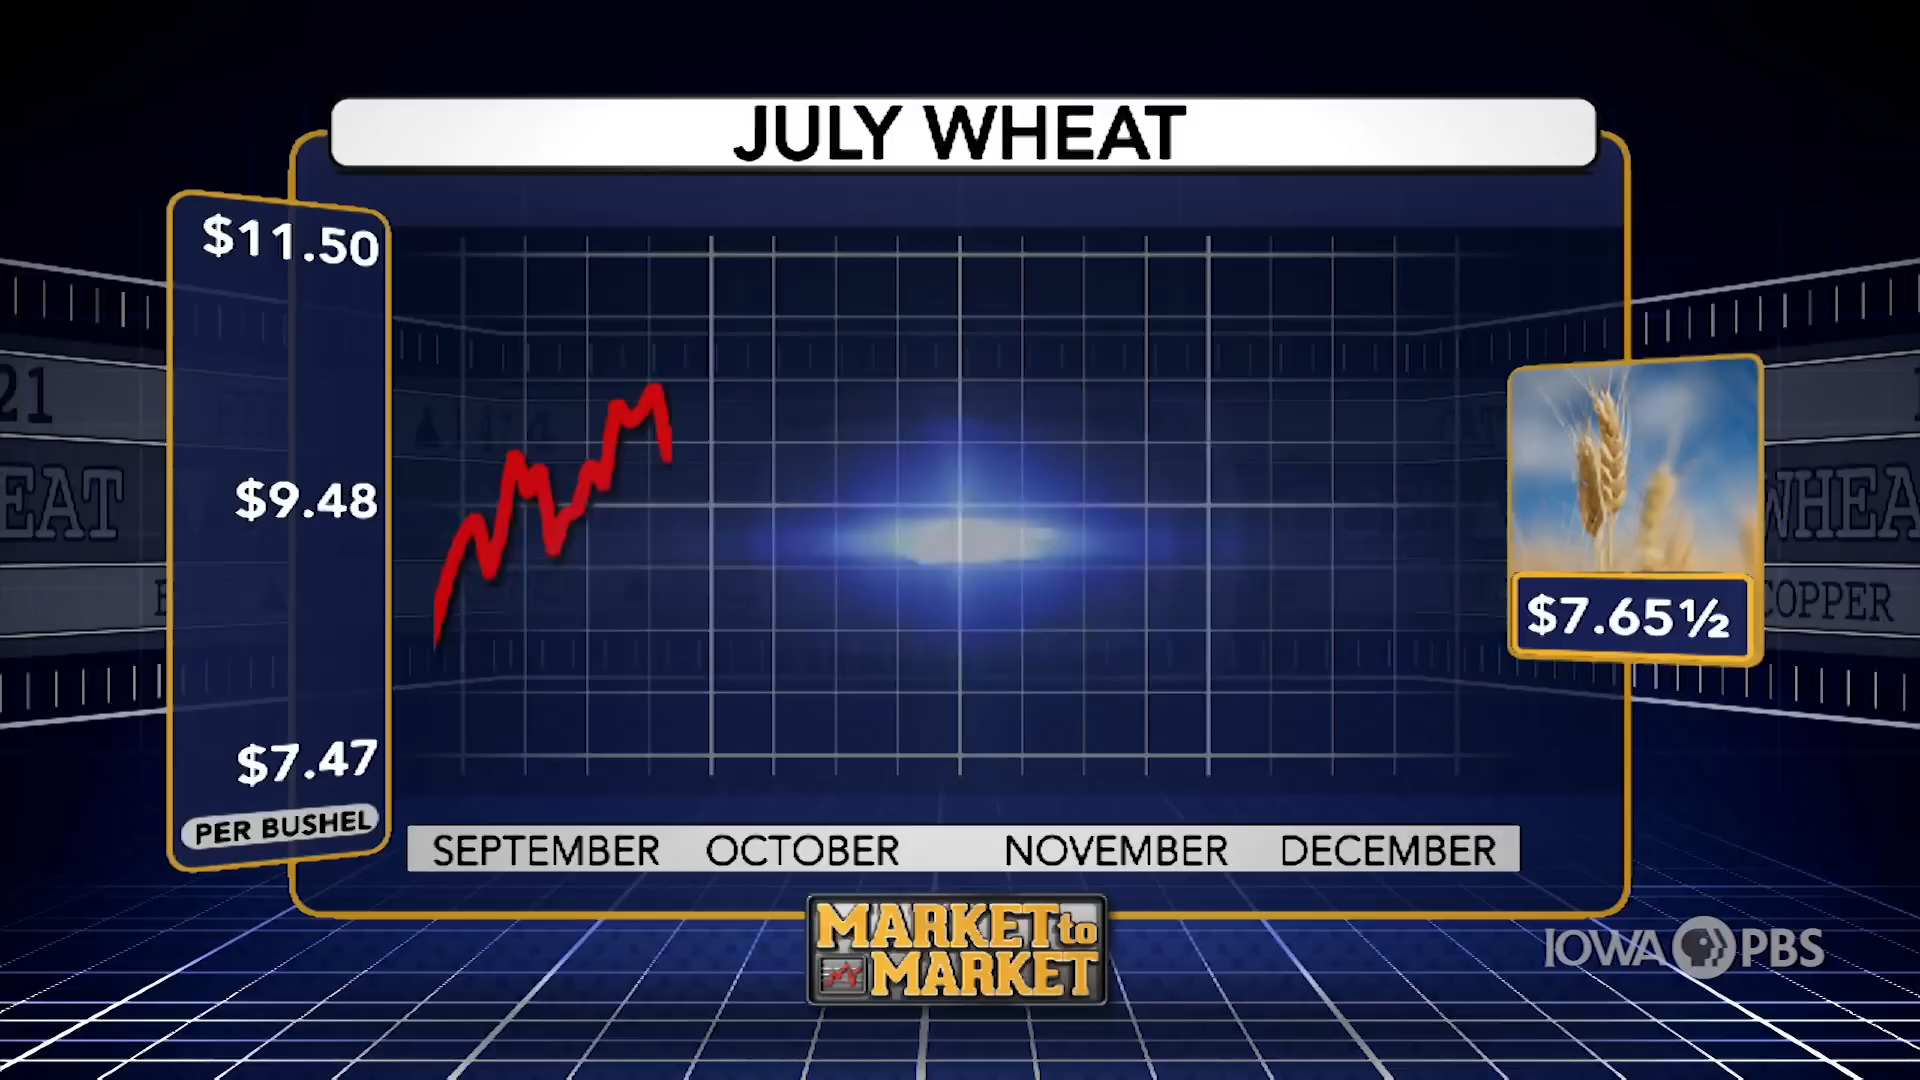 JULY WHEAT
$11.50
$9.48
$7.47
PER BUSHEL
$7.65½
SEPTEMBER OCTOBER NOVEMBER DECEMBER
MARKET to
MARKET
IOWA PBS
21
EAT
WHEA
COPPER